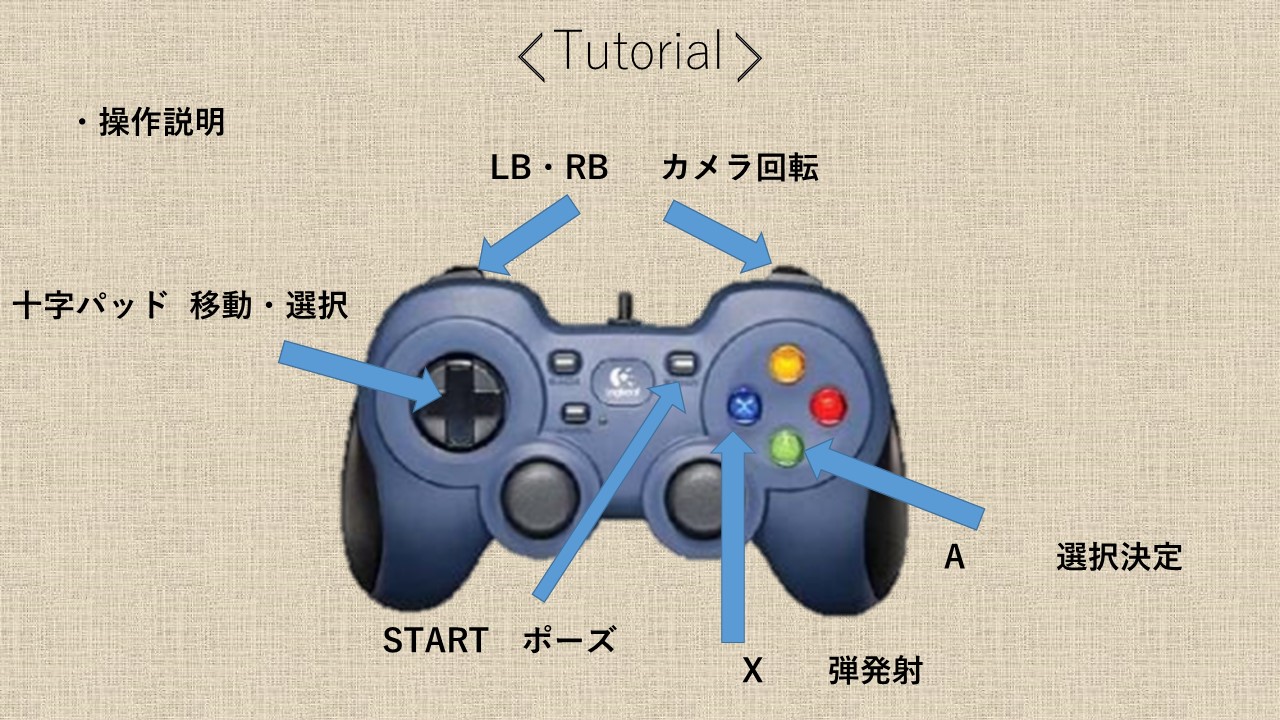 ＜Tutorial＞
・操作説明
LB・RB　カメラ回転
十字パッド 移動・選択
X
A　選択決定
START　ポーズ
X　弾発射